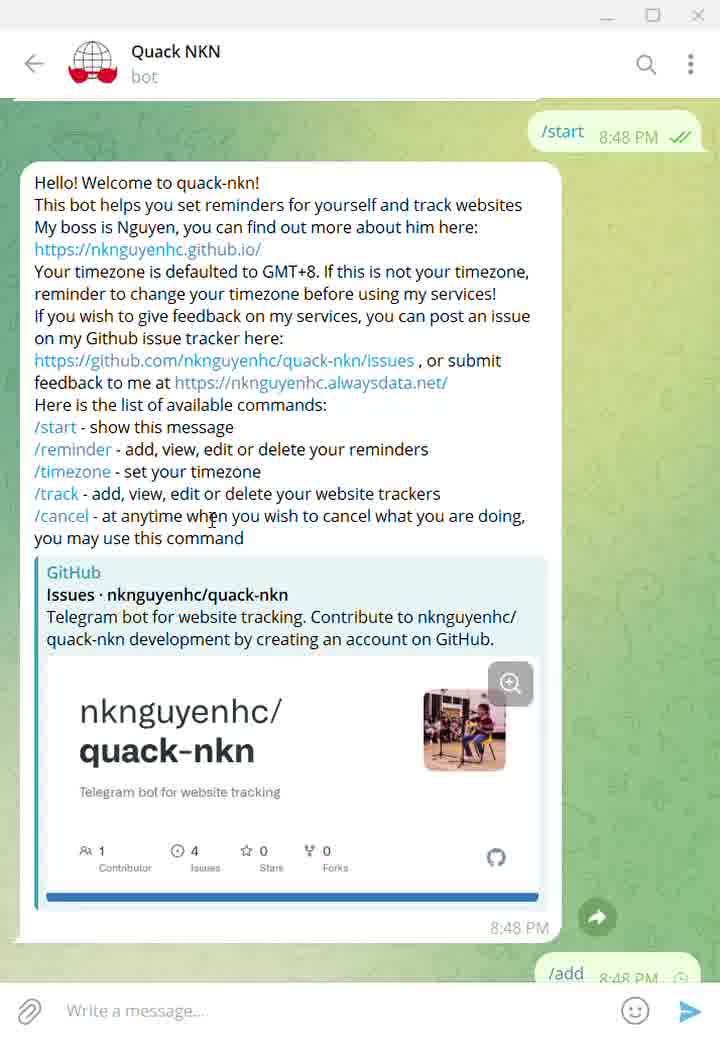 Quack NKN
bot
/start 8:48 PM
Hello! Welcome to quack-nkn!
This bot helps you set reminders for yourself and track websites
My boss is Nguyen, you can find out more about him here:
https://nknguyenhc.github.io/
Your timezone is defaulted to GMT+8. If this is not your timezone,
reminder to change your timezone before using my services!
If you wish to give feedback on my services, you can post an issue
on my Github issue tracker here:
https://github.com/nknguyenhc/quack-nkn/issues , or submit
feedback to me at https://nknguyenhc.alwaysdata.net/
Here is the list of available commands:
/start - show this message
/reminder - add, view, edit or delete your reminders
/timezone - set your timezone
/track - add, view, edit or delete your website trackers
/cancel - at anytime when you wish to cancel what you are doing,
you may use this command
GitHub
Issues · nknguyenhc/quack-nkn
Telegram bot for website tracking. Contribute to nknguyenhc/
quack-nkn development by creating an account on GitHub.
nknguyenhc/
quack-nkn
Telegram bot for website tracking
1 4 0 0
Contributor Issues Stars Forks
8:48 PM
/add 8:48 PM
Write a message...